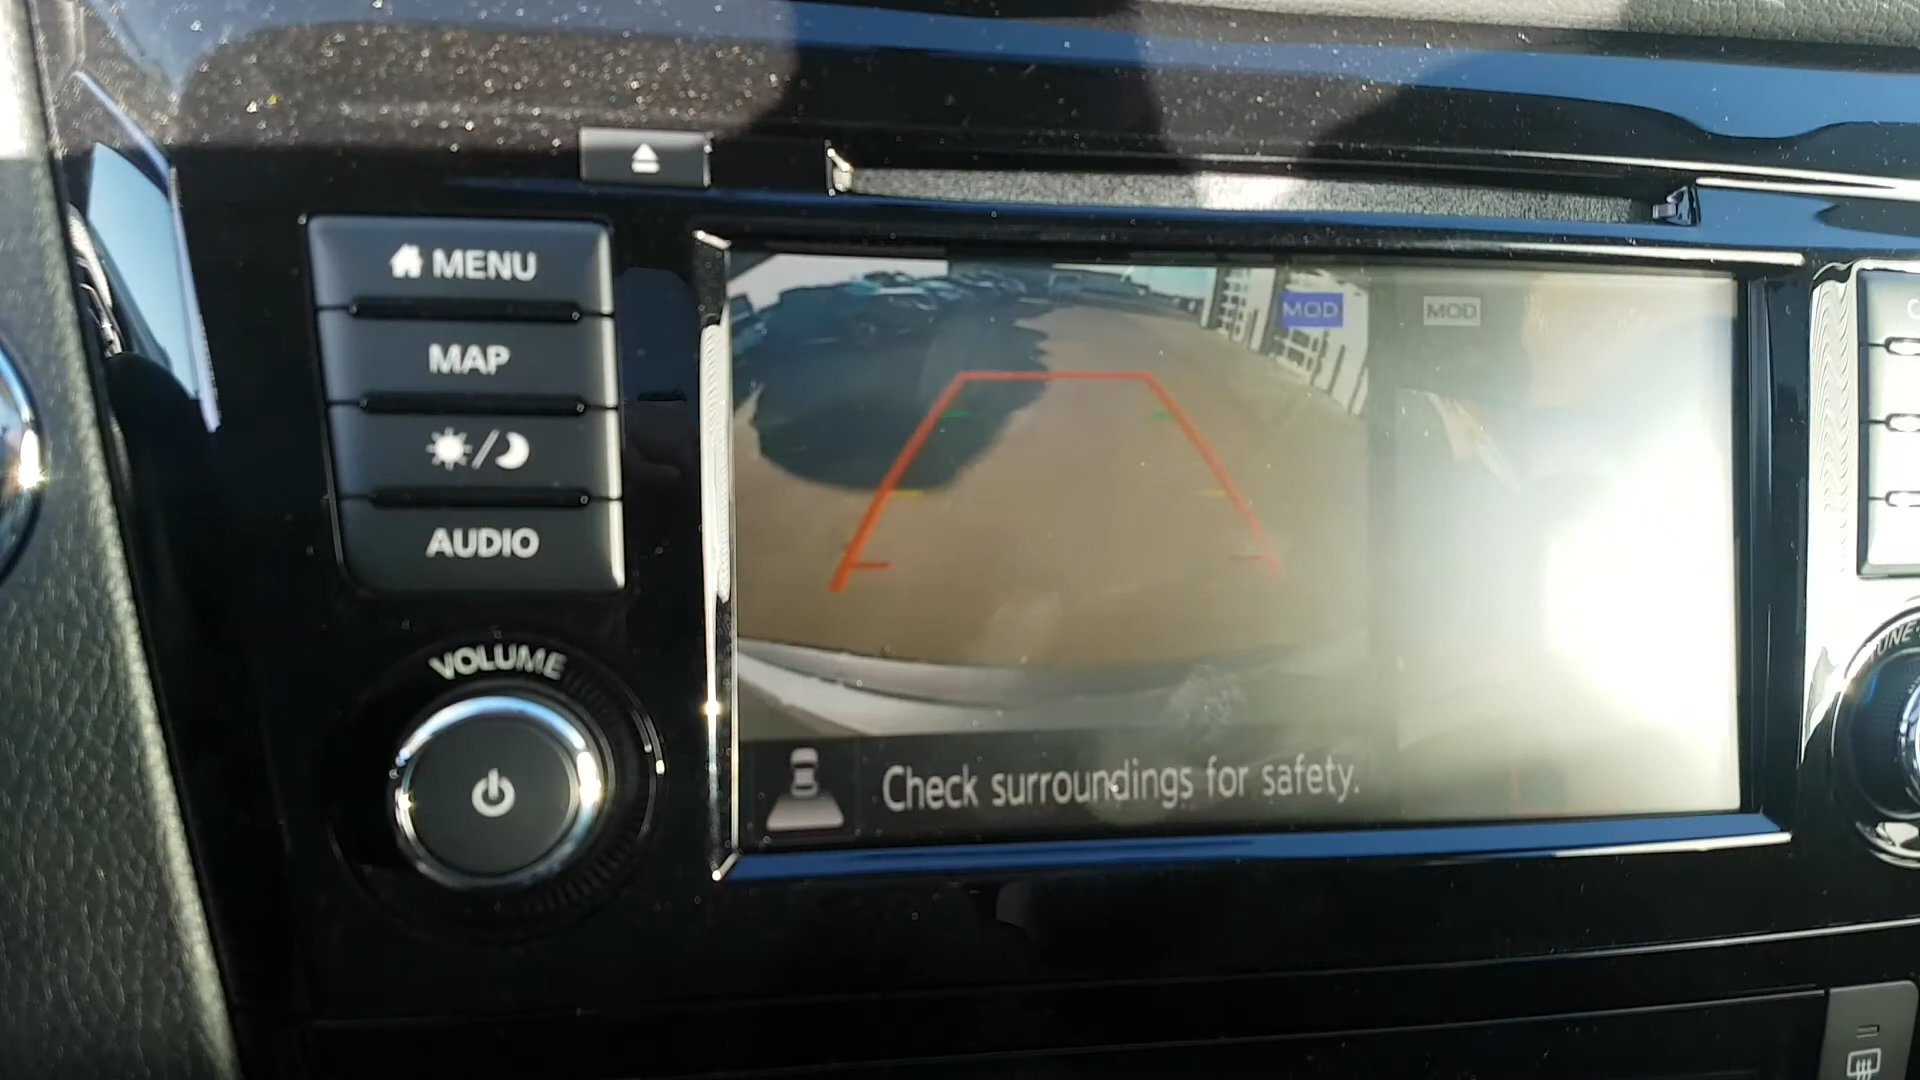 MENU
MAP
/
AUDIO
VOLUME
MOD
MOD
Check surroundings for safety.